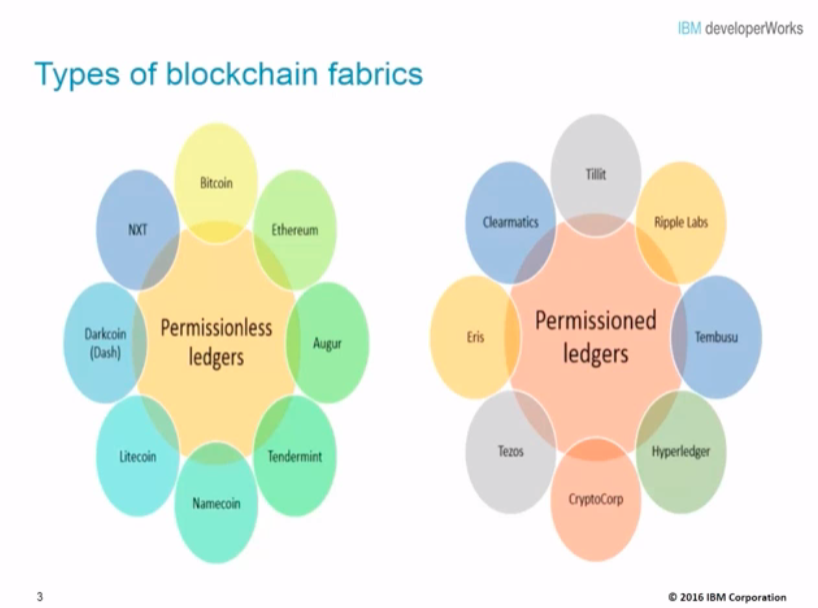 IBM developerWorks
Types of blockchain fabrics
Bitcoin
Ethereum
Augur
Tendermint
Namecoin
Litecoin
Darkcoin
(Dash)
NXT
Permissionless
ledgers
Tillit
Ripple Labs
Tembusu
Hyperledger
CryptoCorp
Tezos
Eris
Clearmatics
Permissioned
ledgers
3
© 2016 IBM Corporation